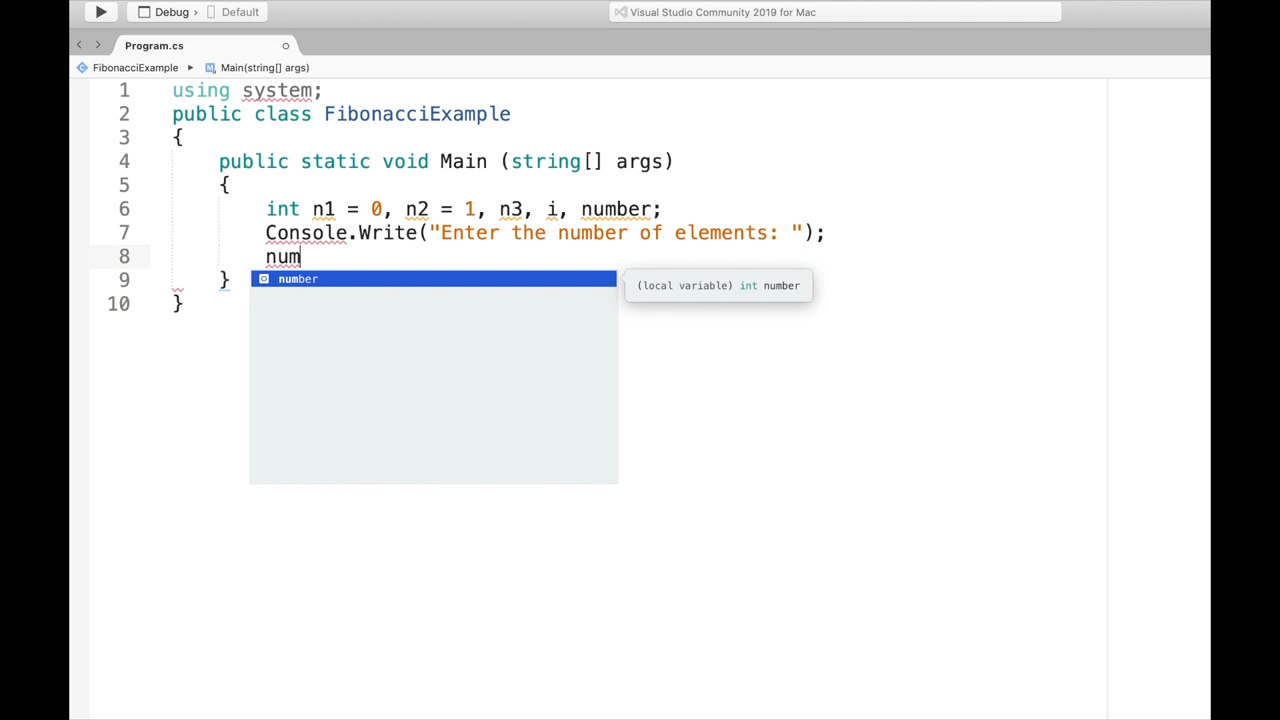 Debug › Default
Visual Studio Community 2019 for Mac
Program.cs
FibonacciExample ▸ Main(string[] args)
1 using system;
2 public class FibonacciExample
3 {
4 public static void Main (string[] args)
5 {
6 int n1 = 0, n2 = 1, n3, i, number;
7 Console.Write("Enter the number of elements: ");
8 num
9 }
number
(local variable) int number
10 }